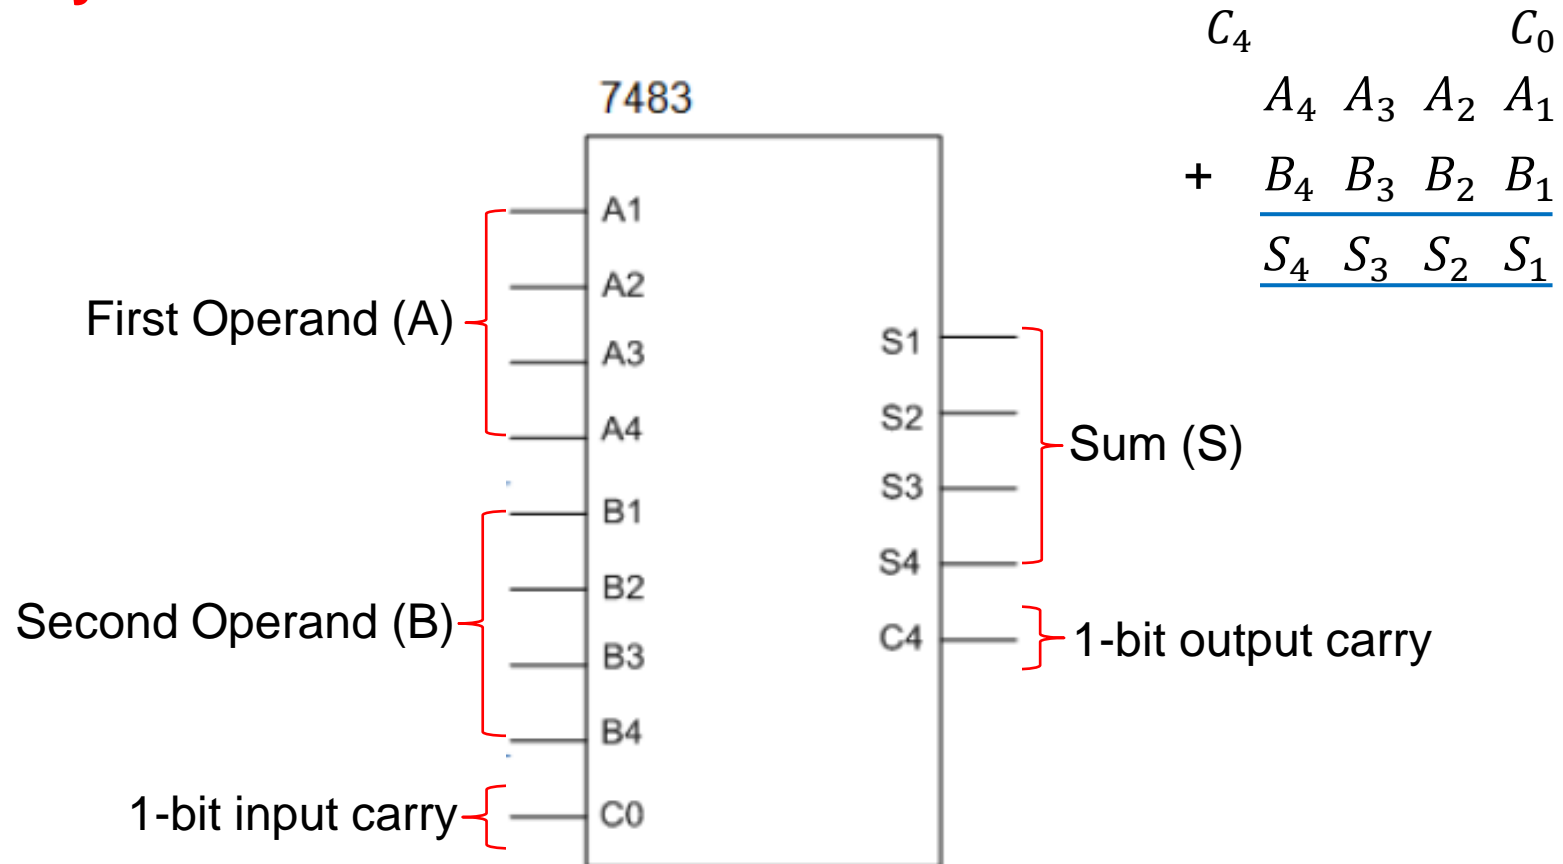 C₄ C₀
7483
A₄ A₃ A₂ A₁
+ B₄ B₃ B₂ B₁
S₄ S₃ S₂ S₁
First Operand (A)
A1
A2
A3
A4
Second Operand (B)
B1
B2
B3
B4
1-bit input carry
C0
S1
S2
S3
S4
Sum (S)
C4
1-bit output carry